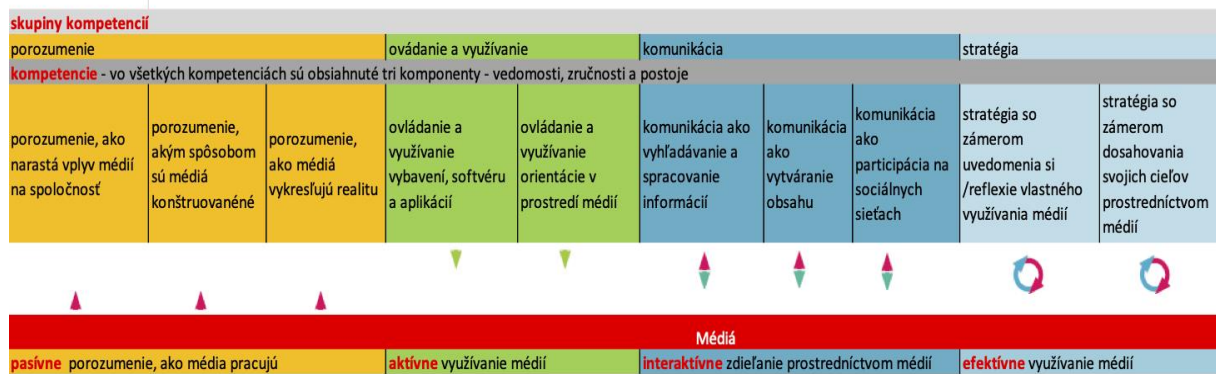 skupiny kompetencií
porozumenie
ovádanie a využívanie
komunikácia
stratégia
kompetencie - vo všetkých kompetenciách sú obsiahnuté tri komponenty - vedomosti, zručnosti a postoje
porozumenie, ako
narastá vplyv médií
na spoločnosť
porozumenie,
akým spôsobom
sú médiá
konštruovanéné
porozumenie,
ako médiá
vykresľujú realitu
ovládanie a
využívanie
vybavení, softvéru
a aplikácií
ovládanie a
využívanie
orientácie v
prostredí médií
komunikácia ako
vyhľadávanie a
spracovanie
informácií
komunikácia
ako
vytváranie
obsahu
komunikácia
ako
participácia na
sociálnych
sieťach
stratégia so
zámerom
uvedomenia si
/reflexie vlastného
využívania médií
stratégia so
zámerom
dosahovania
svojich cieľov
prostredníctvom
médií
Médiá
pasívne porozumenie, ako média pracujú
aktívne využívanie médií
interaktívne zdieľanie prostredníctvom médií
efektívne využívanie médií